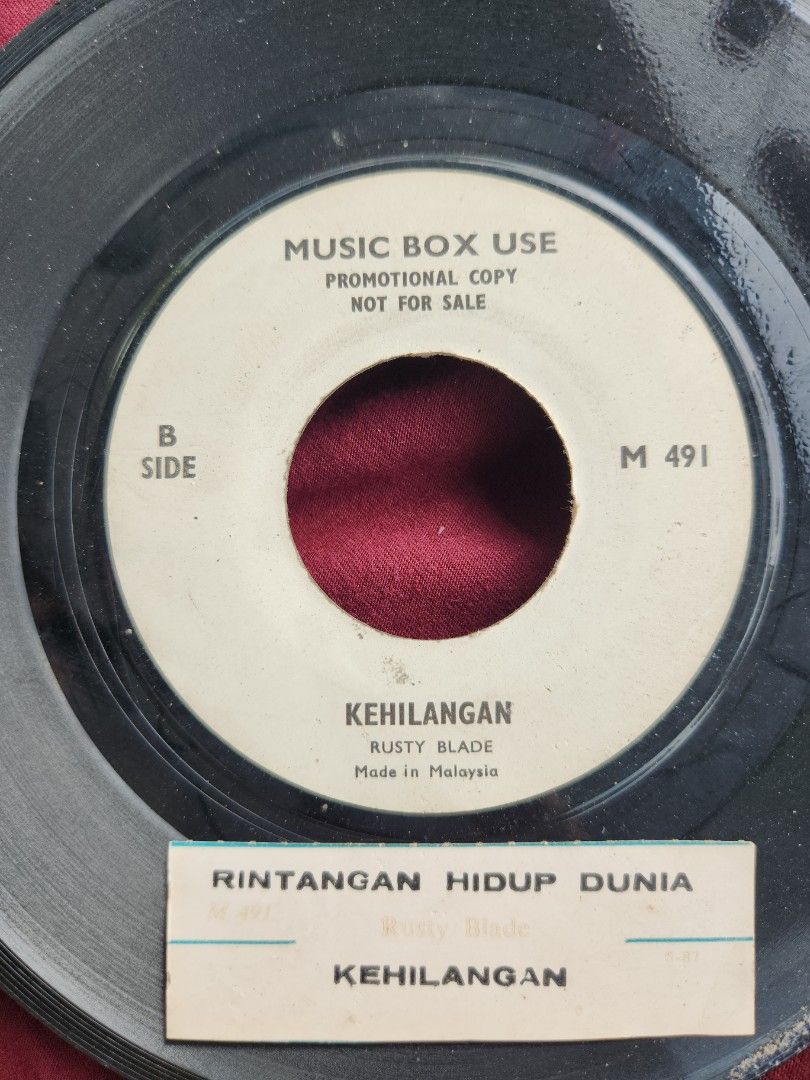 MUSIC BOX USE
PROMOTIONAL COPY
NOT FOR SALE
B
SIDE
M 491
KEHILANGAN
RUSTY BLADE
Made in Malaysia
RINTANGAN HIDUP DUNIA
M 491
Rusty Blade
KEHILANGAN